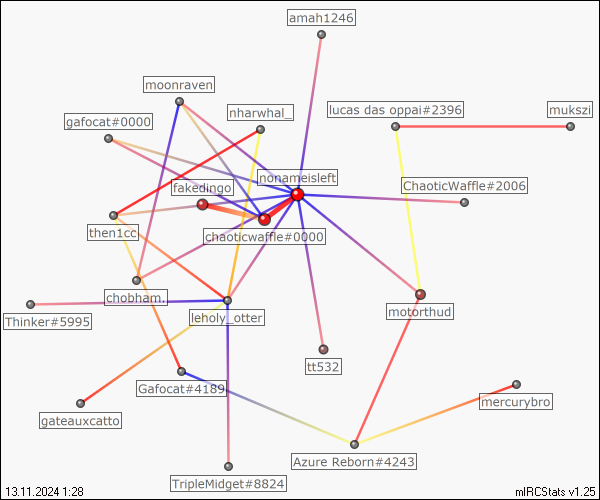 amah1246
moonraven
nharwhal_
lucas das oppai#2396
mukszi
gafocat#0000
nonameisleft
fakedingo
ChaoticWaffle#2006
then1cc
chaoticwaffle#0000
chobham.
motorthud
Thinker#5995
leholy_otter
tt532
Gafocat#4189
mercurybro
gateauxcatto
Azure Reborn#4243
TripleMidget#8824
13.11.2024 1:28
mIRCStats v1.25